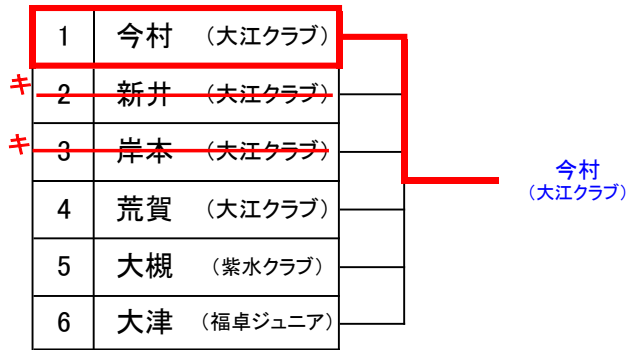 1 今村 (大江クラブ)
キ 2 新井 (大江クラブ)
キ 3 岸本 (大江クラブ)
4 荒賀 (大江クラブ)
5 大槻 (紫水クラブ)
6 大津 (福卓ジュニア)
今村
(大江クラブ)